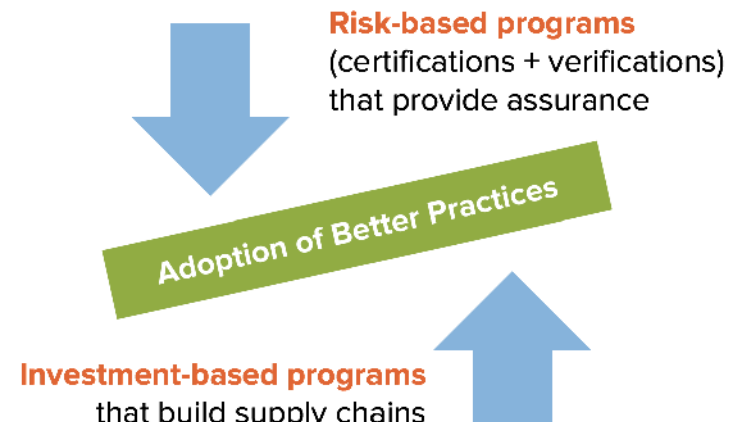 Risk-based programs
(certifications + verifications)
that provide assurance
Adoption of Better Practices
Investment-based programs
that build supply chains